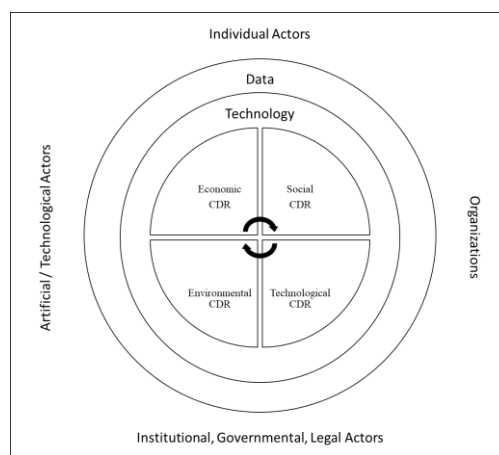 Individual Actors
Data
Technology
Economic
CDR
Social
CDR
Artificial / Technological Actors
Organizations
Environmental
CDR
Technological
CDR
Institutional, Governmental, Legal Actors